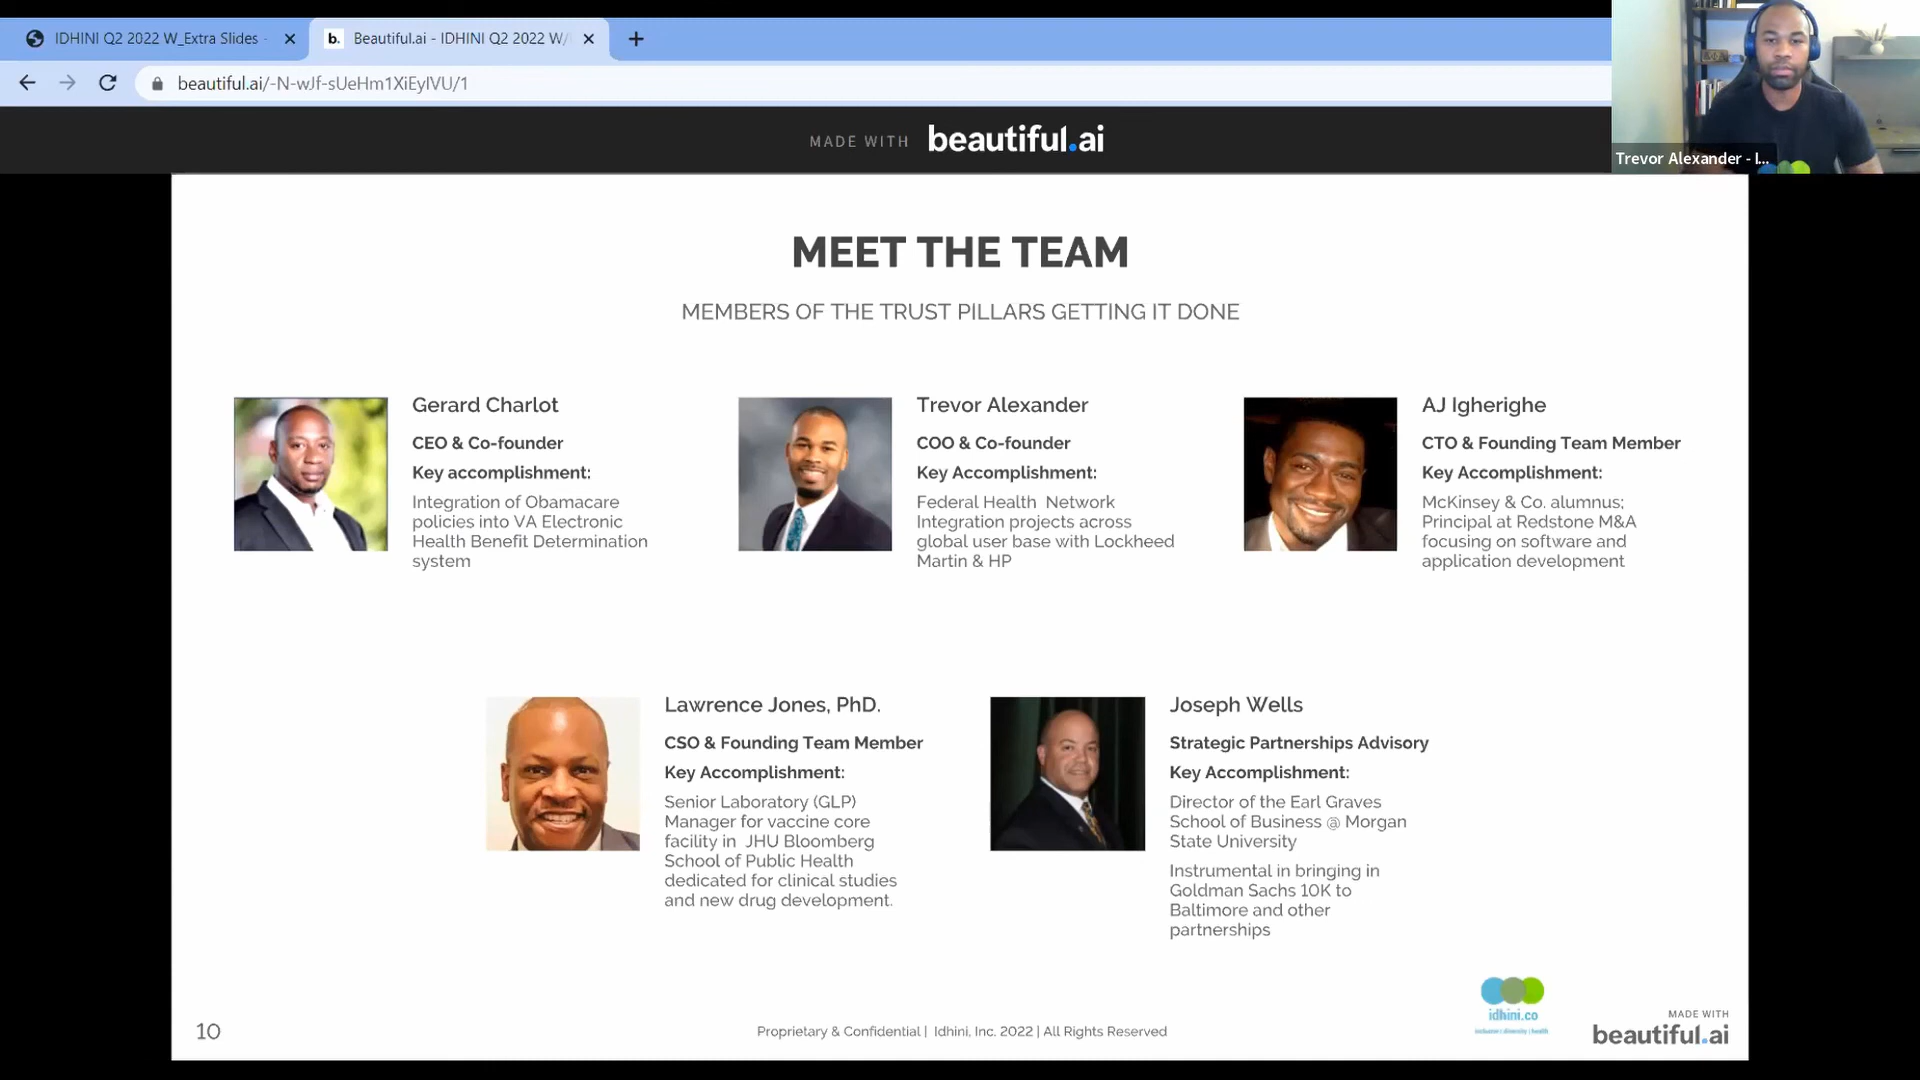 IDHINI Q2 2022 W_Extra Slides -
b. Beautiful.ai - IDHINI Q2 2022 W/
beautiful.ai/-N-wJf-sUeHm1XiEyIVU/1
Trevor Alexander - I...
MADE WITH beautiful.ai
MEET THE TEAM
MEMBERS OF THE TRUST PILLARS GETTING IT DONE
Gerard Charlot
CEO & Co-founder
Key accomplishment:
Integration of Obamacare
policies into VA Electronic
Health Benefit Determination
system
Trevor Alexander
COO & Co-founder
Key Accomplishment:
Federal Health Network
Integration projects across
global user base with Lockheed
Martin & HP
AJ Igherighe
CTO & Founding Team Member
Key Accomplishment:
McKinsey & Co. alumnus;
Principal at Redstone M&A
focusing on software and
application development
Lawrence Jones, PhD.
CSO & Founding Team Member
Key Accomplishment:
Senior Laboratory (GLP)
Manager for vaccine core
facility in JHU Bloomberg
School of Public Health
dedicated for clinical studies
and new drug development.
Joseph Wells
Strategic Partnerships Advisory
Key Accomplishment:
Director of the Earl Graves
School of Business @ Morgan
State University
Instrumental in bringing in
Goldman Sachs 10K to
Baltimore and other
partnerships
10
Proprietary & Confidential | Idhini, Inc. 2022 | All Rights Reserved
idhini.co
MADE WITH
beautiful.ai